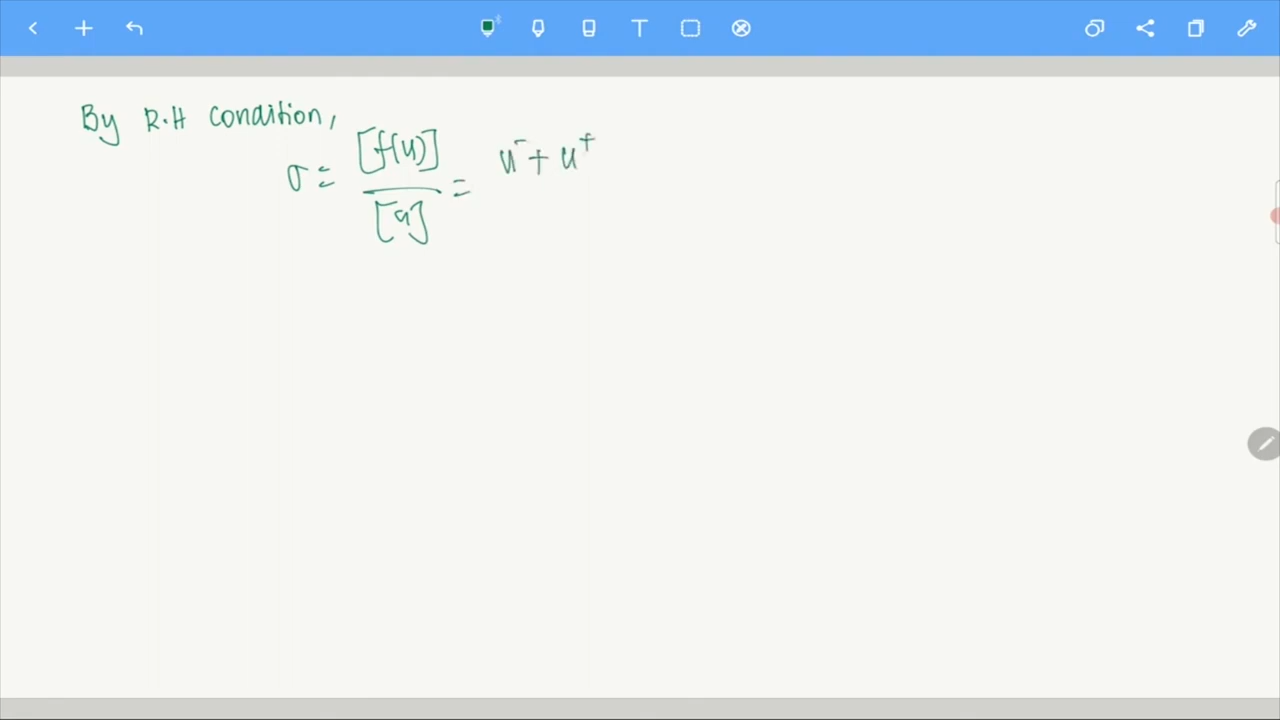 By R.H condition,
σ = [f(u)] / [u] = u⁻ + u⁺